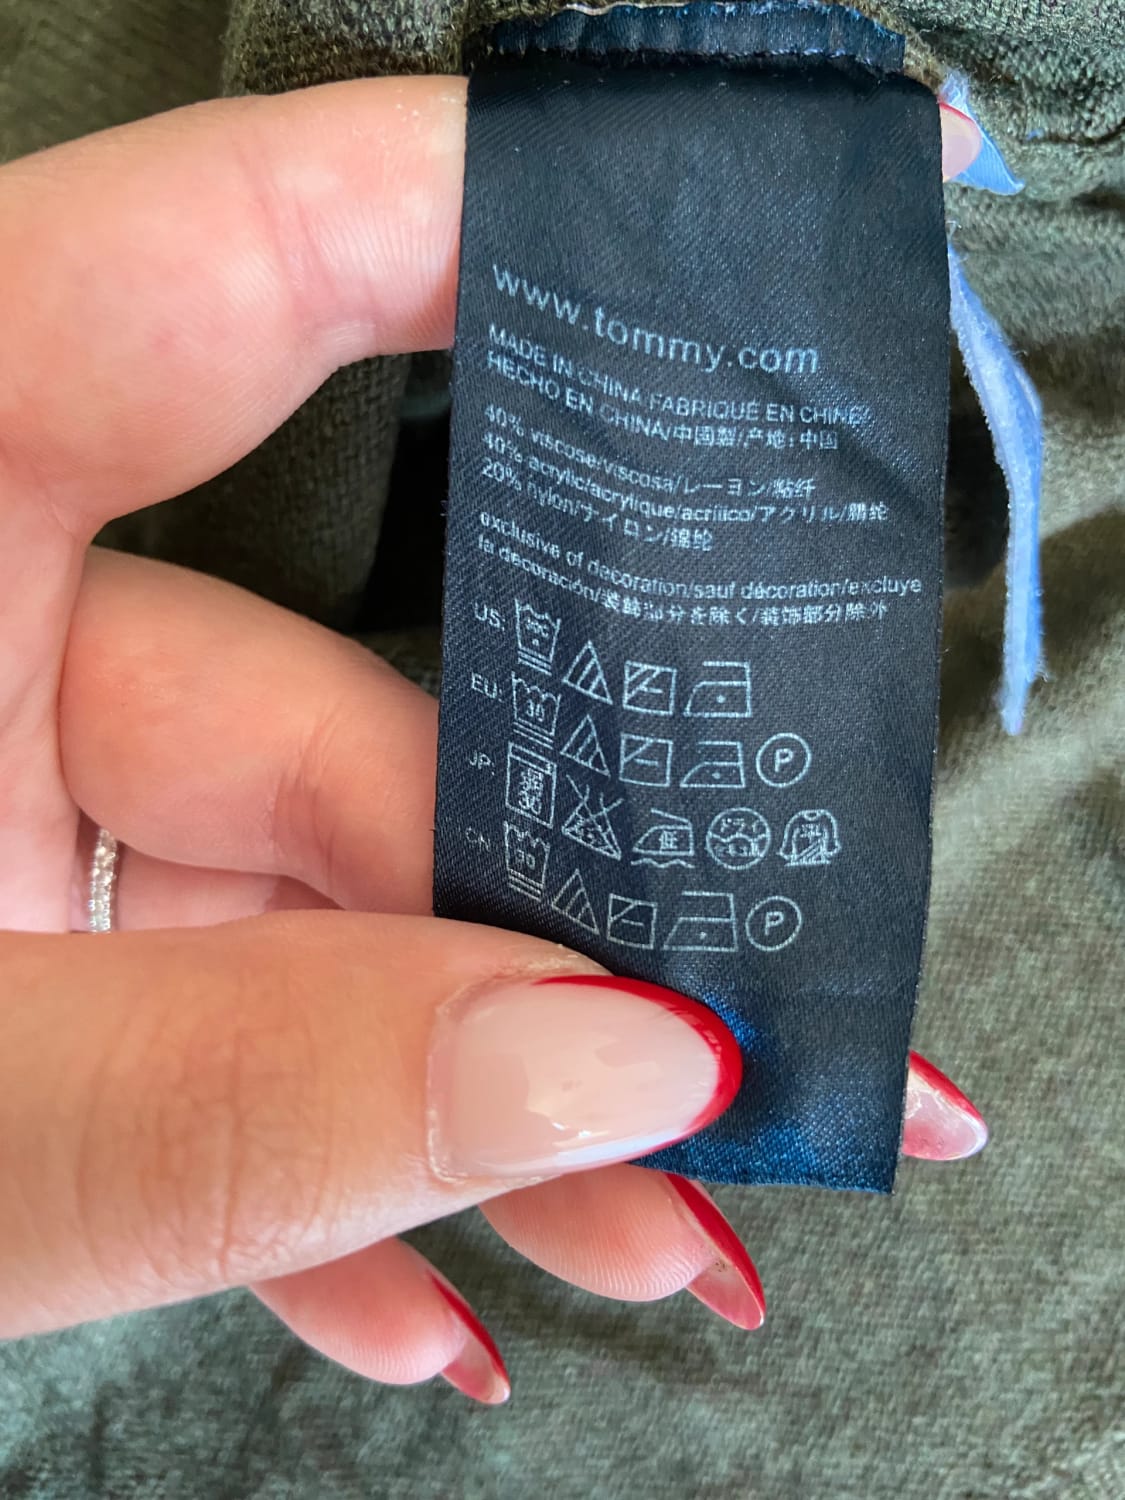 www.tommy.com
MADE IN CHINA FABRIQUÉ EN CHINE
HECHO EN CHINA/中国製/产地: 中国
40% viscose/viscosa/レーヨン/粘纤
40% acrylic/acrylique/acrílico/アクリル/腈纶
20% nylon/ナイロン/锦纶
exclusive of decoration/sauf décoration/excluye
la decoración/装飾部分を除く/装饰部分除外
US:
EU: 30 P
JP: 低
CN: 30 P